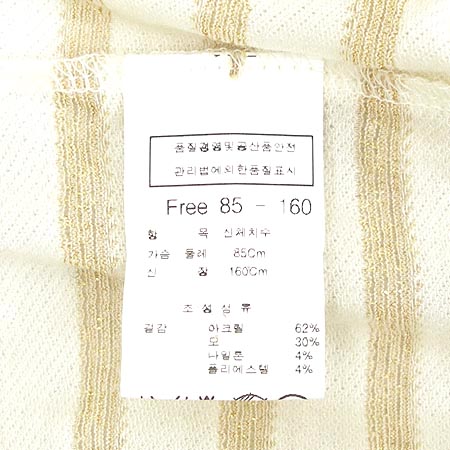 품질경영및공산품안전
관리법에의한품질표시
Free 85 - 160
항 목 신체치수
가슴 둘레 85Cm
신 장 160Cm
조 성 섬 유
겉감 아크릴 62%
모 30%
나일론 4%
폴리에스텔 4%